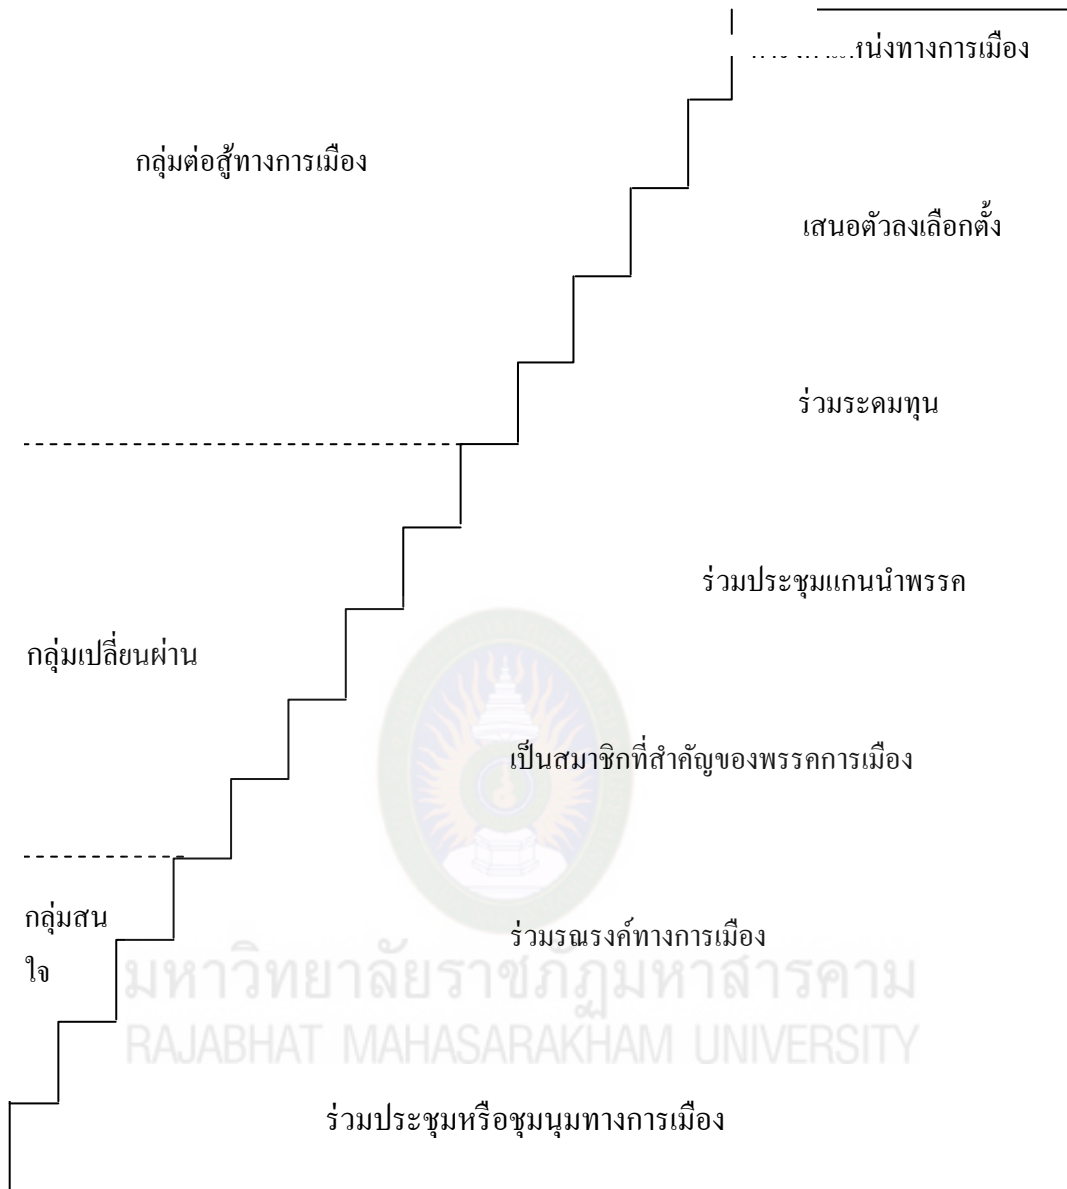 น่งทางการเมือง
กลุ่มต่อสู้ทางการเมือง
เสนอตัวลงเลือกตั้ง
ร่วมระดมทุน
ร่วมประชุมแกนนำพรรค
กลุ่มเปลี่ยนผ่าน
เป็นสมาชิกที่สำคัญของพรรคการเมือง
กลุ่มสน
ใจ
ร่วมรณรงค์ทางการเมือง
มหาวิทยาลัยราชภัฏมหาสารคาม
RAJABHAT MAHASARAKHAM UNIVERSITY
ร่วมประชุมหรือชุมนุมทางการเมือง